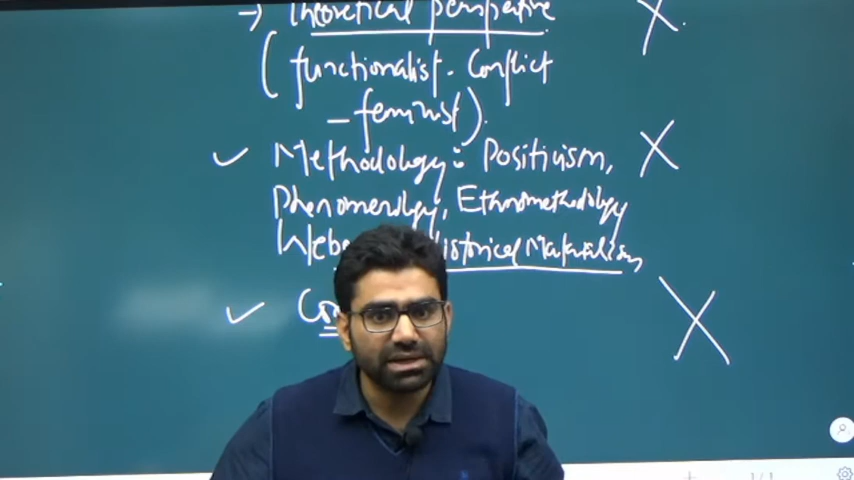 → Theoretical perspective
(functionalist - Conflict
- feminist).
✓ Methodology: Positivism,
Phenomenology, Ethnomethodology
Historical Materialism
✓